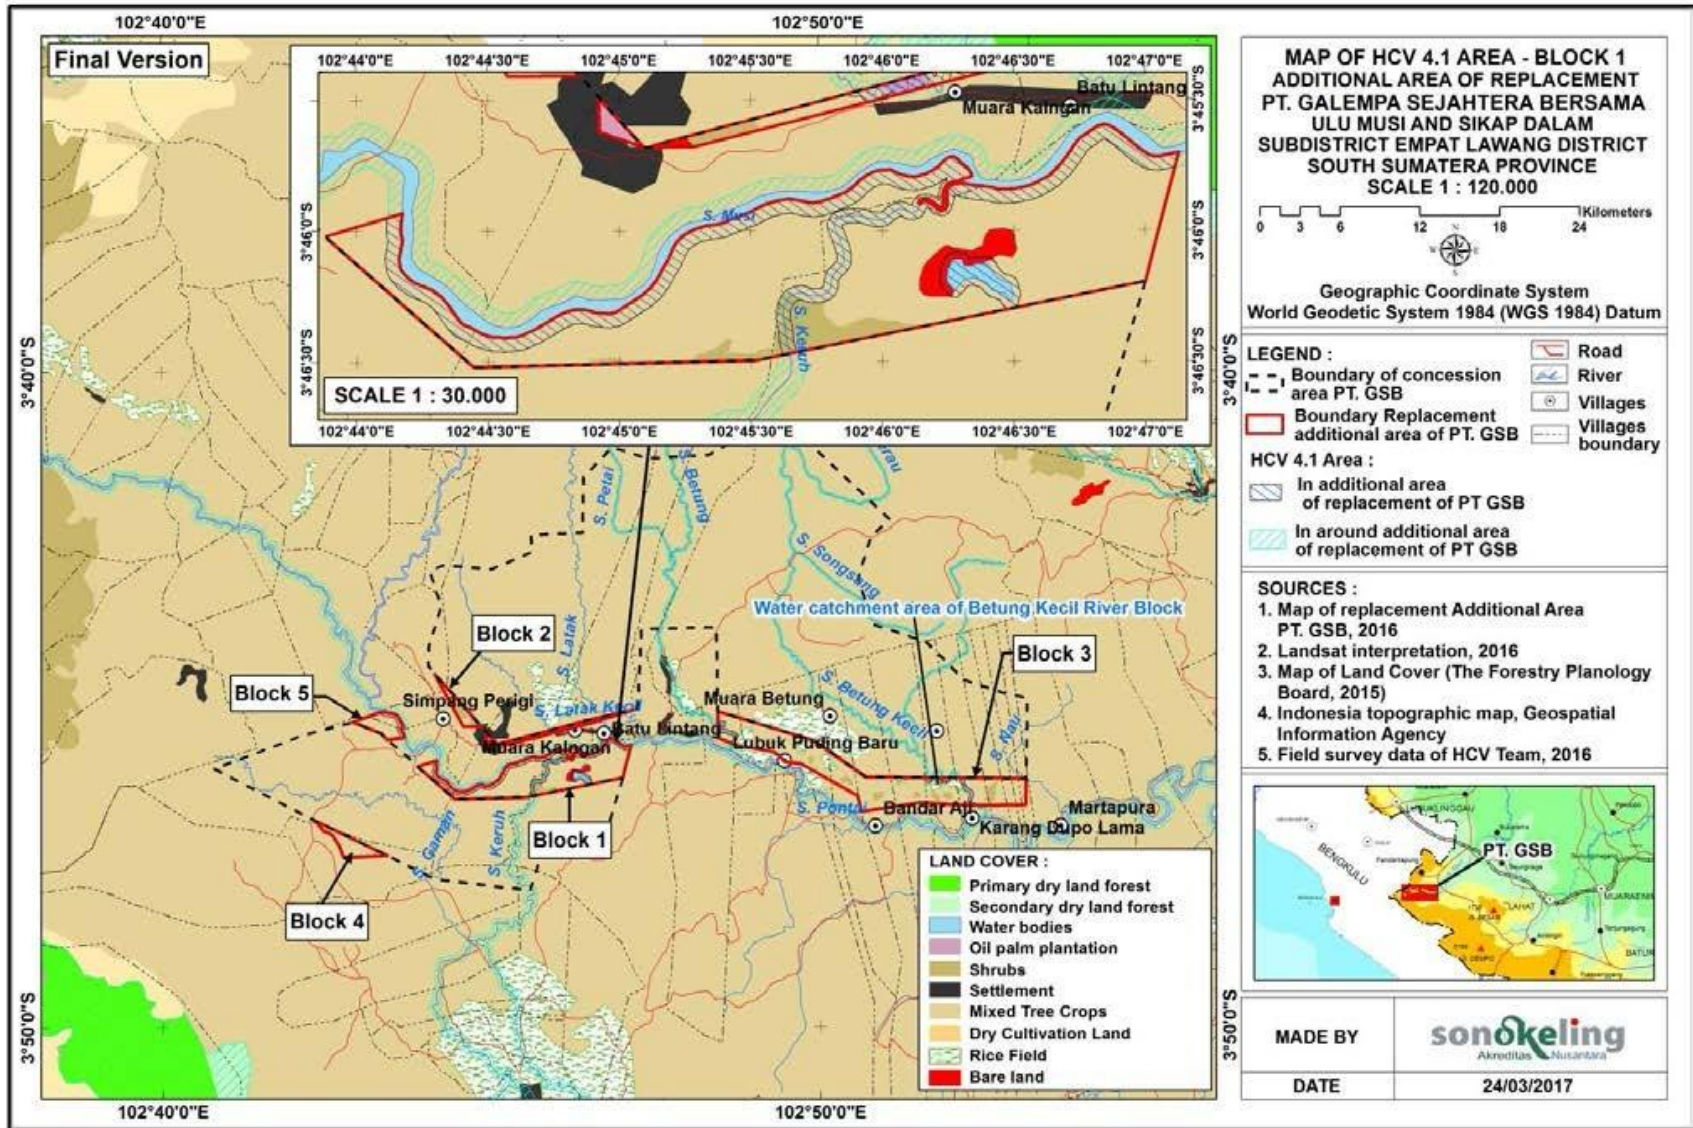 102°40'0"E
102°50'0"E
Final Version
102°44'0"E
102°44'30"E
102°45'0"E
102°45'30"E
102°46'0"E
102°46'30"E
102°47'0"E
Batu Lintang
3°45'30"S
S. Musi
3°46'0"S
3°46'0"S
S. Keruh
3°46'30"S
3°46'30"S
SCALE 1 : 30.000
102°44'0"E
102°44'30"E
102°45'0"E
102°45'30"E
102°46'0"E
102°46'30"E
102°47'0"E
3°40'0"S
3°40'0"S
S. Petai
S. Betung
S. Songsang
Water catchment area of Betung Kecil River Block
Block 2
S. Latak
Block 3
Block 5
Simpang Perigi
S. Latak Kecil
Muara Betung
S. Betung Kecil
S. Nau
Batu Lintang
Lubuk Puding Baru
S. Keruh
Block 1
Bandar Aji
Martapura
Karang Dupo Lama
Block 4
LAND COVER :
Primary dry land forest
Secondary dry land forest
Water bodies
Oil palm plantation
Shrubs
Settlement
Mixed Tree Crops
Dry Cultivation Land
Rice Field
Bare land
3°50'0"S
3°50'0"S
102°40'0"E
102°50'0"E
MAP OF HCV 4.1 AREA - BLOCK 1
ADDITIONAL AREA OF REPLACEMENT
PT. GALEMPA SEJAHTERA BERSAMA
ULU MUSI AND SIKAP DALAM
SUBDISTRICT EMPAT LAWANG DISTRICT
SOUTH SUMATERA PROVINCE
SCALE 1 : 120.000
Kilometers
0 3 6 12 18 24
N
W E
S
Geographic Coordinate System
World Geodetic System 1984 (WGS 1984) Datum
LEGEND :
Boundary of concession
area PT. GSB
Boundary Replacement
additional area of PT. GSB
Road
River
Villages
Villages
boundary
HCV 4.1 Area :
In additional area
of replacement of PT GSB
In around additional area
of replacement of PT GSB
SOURCES :
1. Map of replacement Additional Area
PT. GSB, 2016
2. Landsat interpretation, 2016
3. Map of Land Cover (The Forestry Planology
Board, 2015)
4. Indonesia topographic map, Geospatial
Information Agency
5. Field survey data of HCV Team, 2016
BENGKULU
PT. GSB
LAHAT
MADE BY
sonokeling
Akreditas Nusantara
DATE
24/03/2017